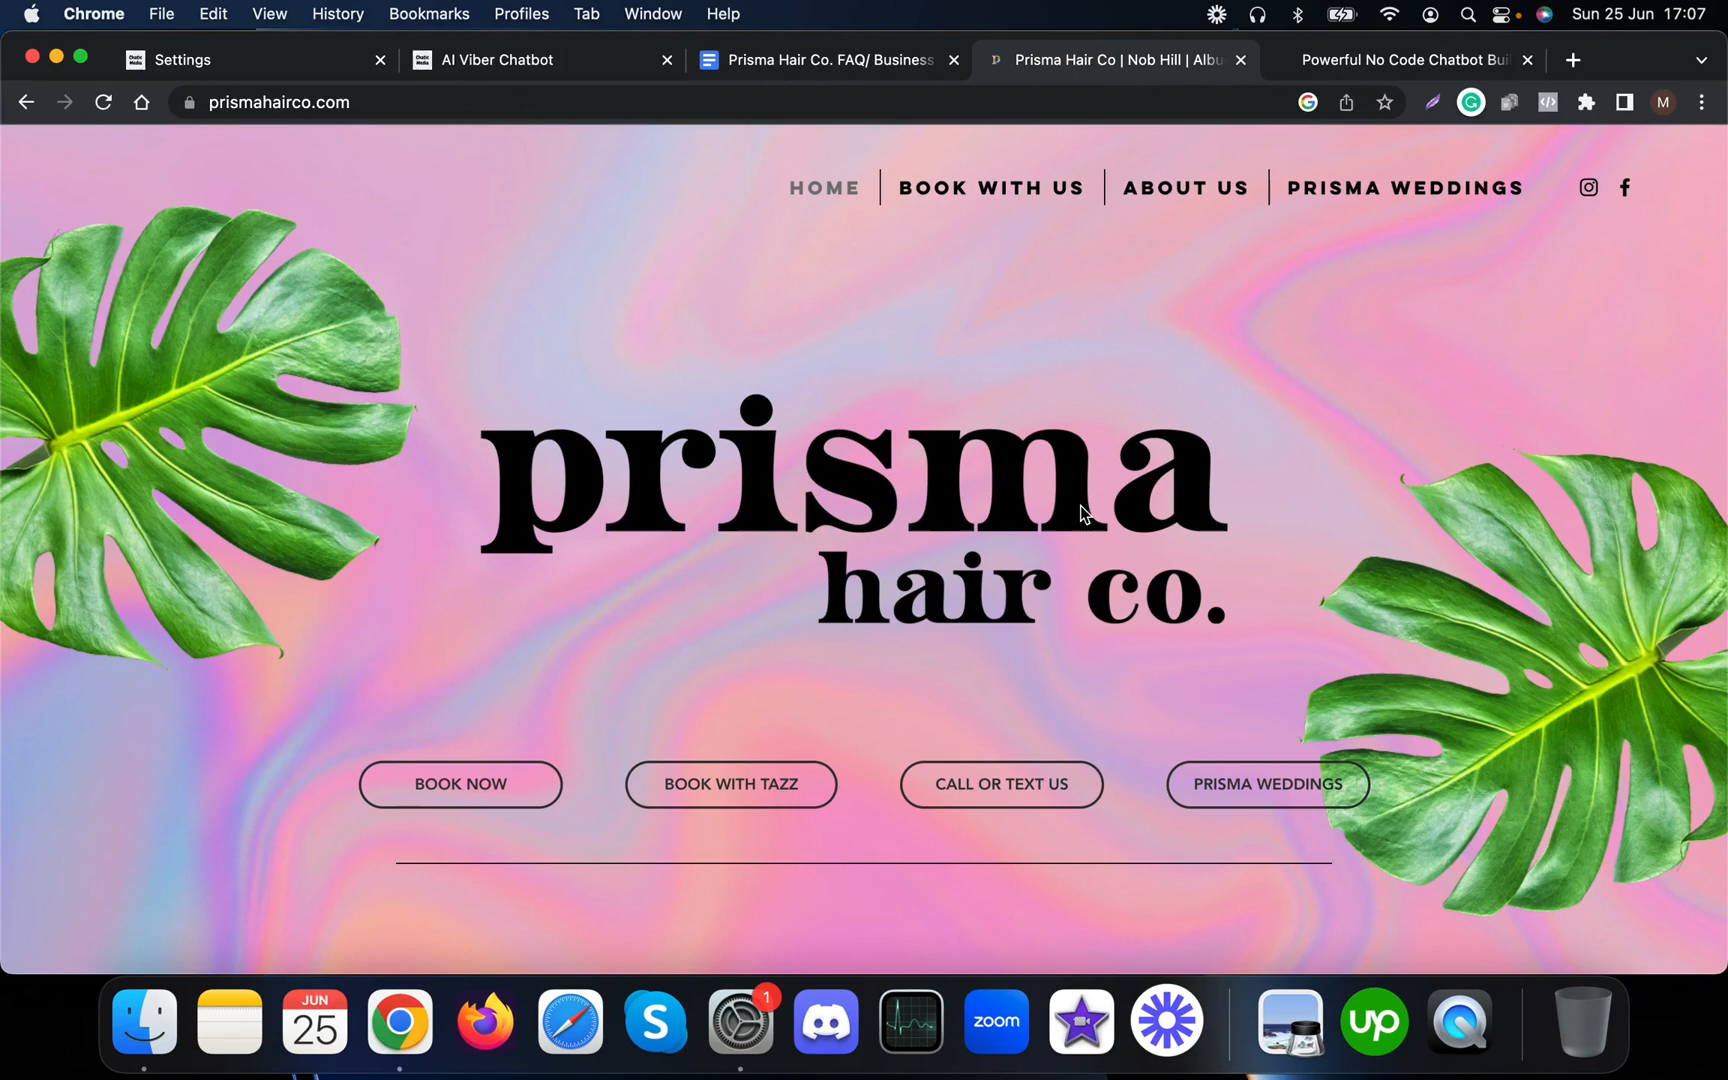 Chrome File Edit View History Bookmarks Profiles Tab Window Help Sun 25 Jun 17:07
Settings AI Viber Chatbot Prisma Hair Co. FAQ/ Business Prisma Hair Co | Nob Hill | Albu Powerful No Code Chatbot Buil
prismahairco.com M
HOME BOOK WITH US ABOUT US PRISMA WEDDINGS
prisma
hair co.
BOOK NOW BOOK WITH TAZZ CALL OR TEXT US PRISMA WEDDINGS
JUN
25
S
1
zoom
up